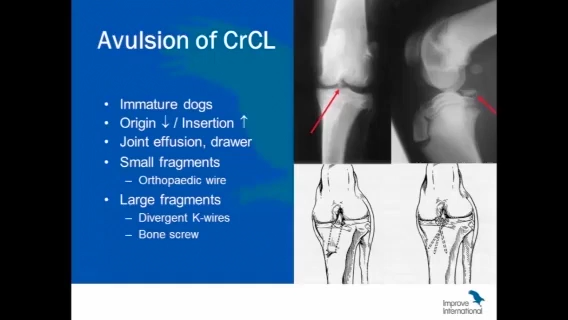 Avulsion of CrCL
• Immature dogs
• Origin ↓ / Insertion ↑
• Joint effusion, drawer
• Small fragments
– Orthopaedic wire
• Large fragments
– Divergent K-wires
– Bone screw
Improve
International